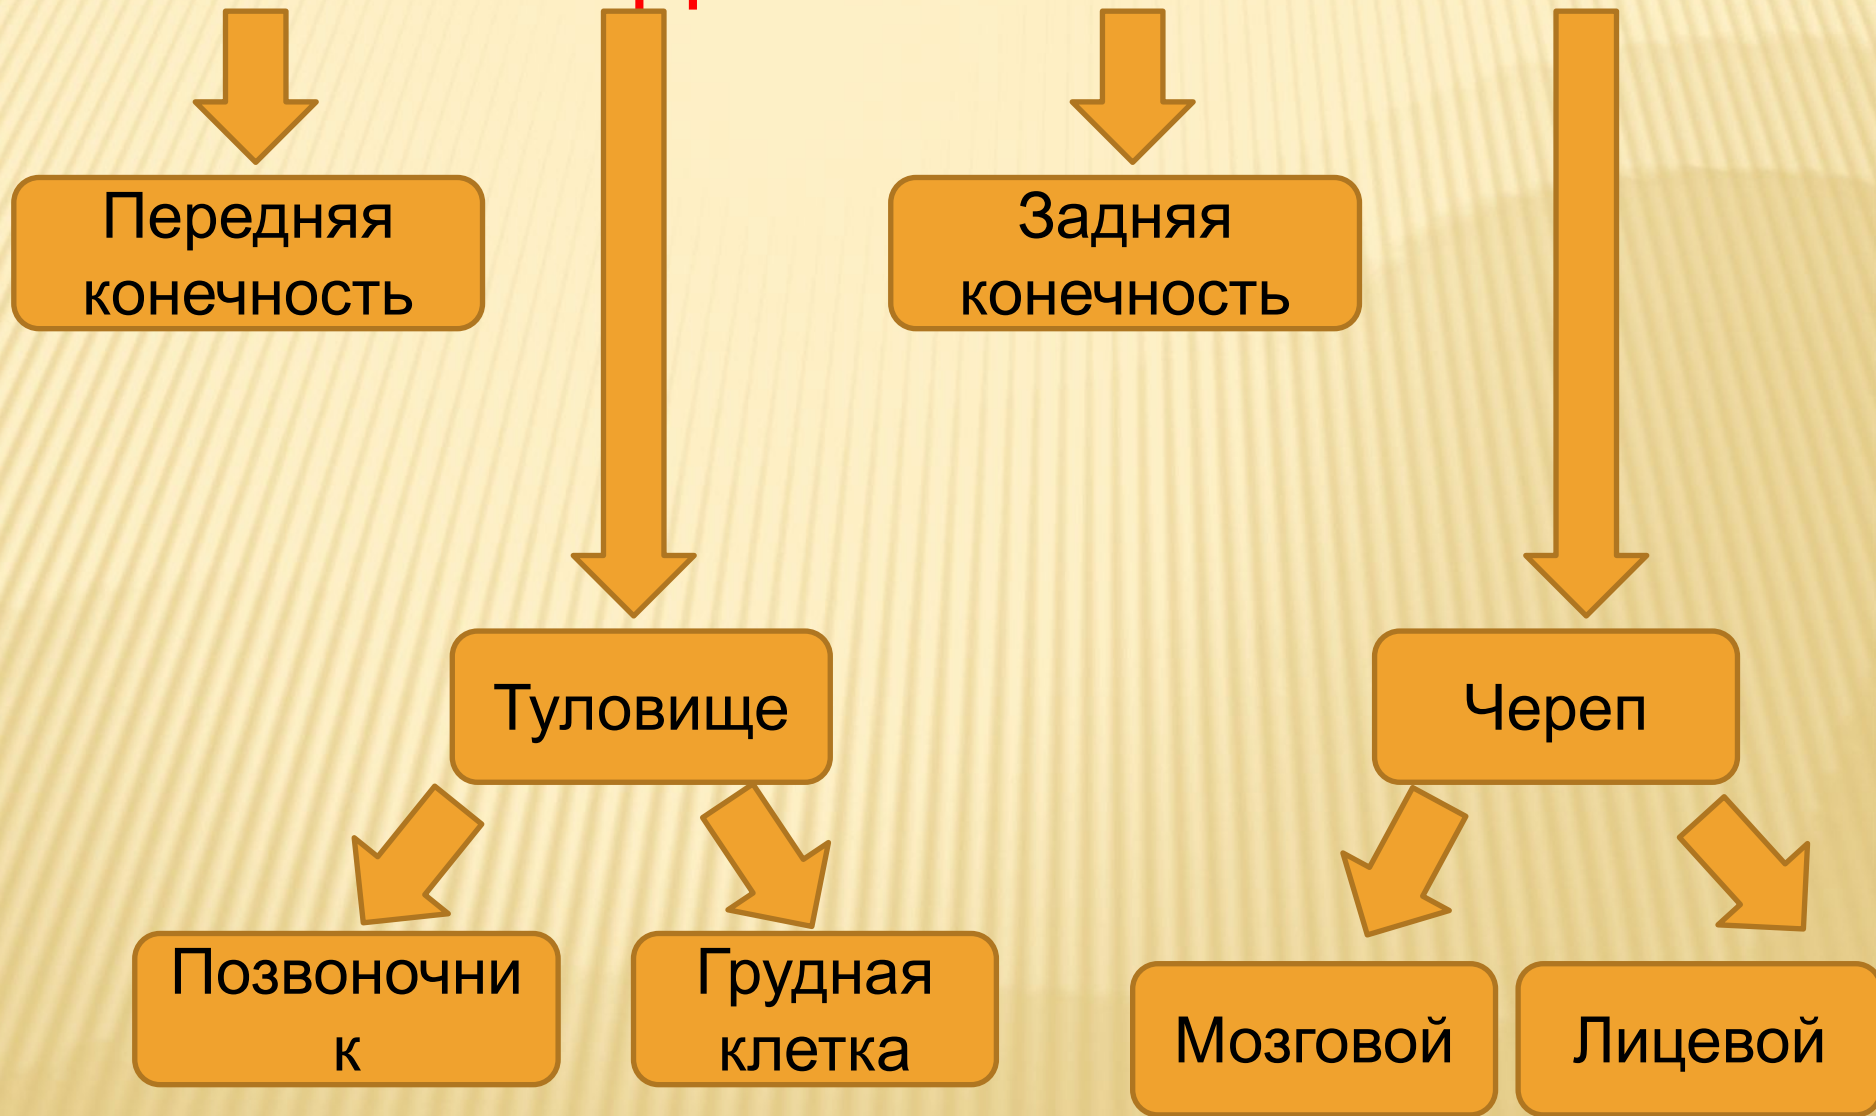 Передняя
конечность
Задняя
конечность
Туловище
Череп
Позвоночни
к
Грудная
клетка
Мозговой
Лицевой